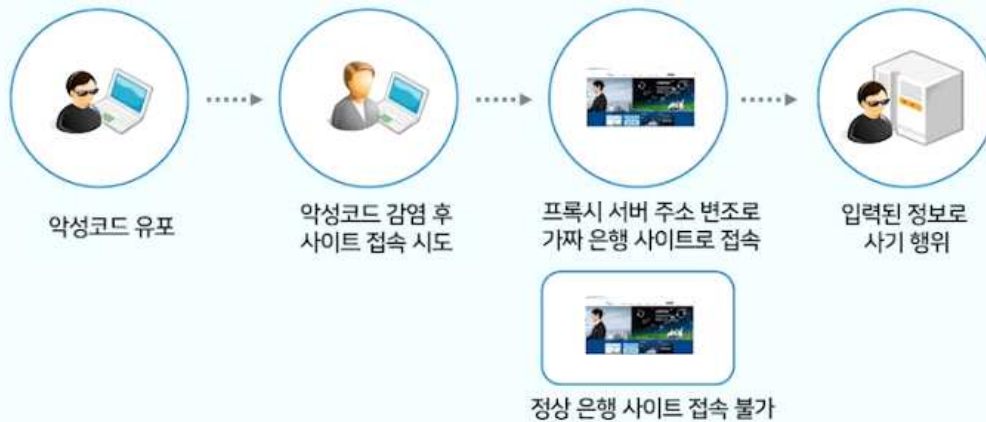 악성코드 유포
악성코드 감염 후
사이트 접속 시도
프록시 서버 주소 변조로
가짜 은행 사이트로 접속
입력된 정보로
사기 행위
정상 은행 사이트 접속 불가